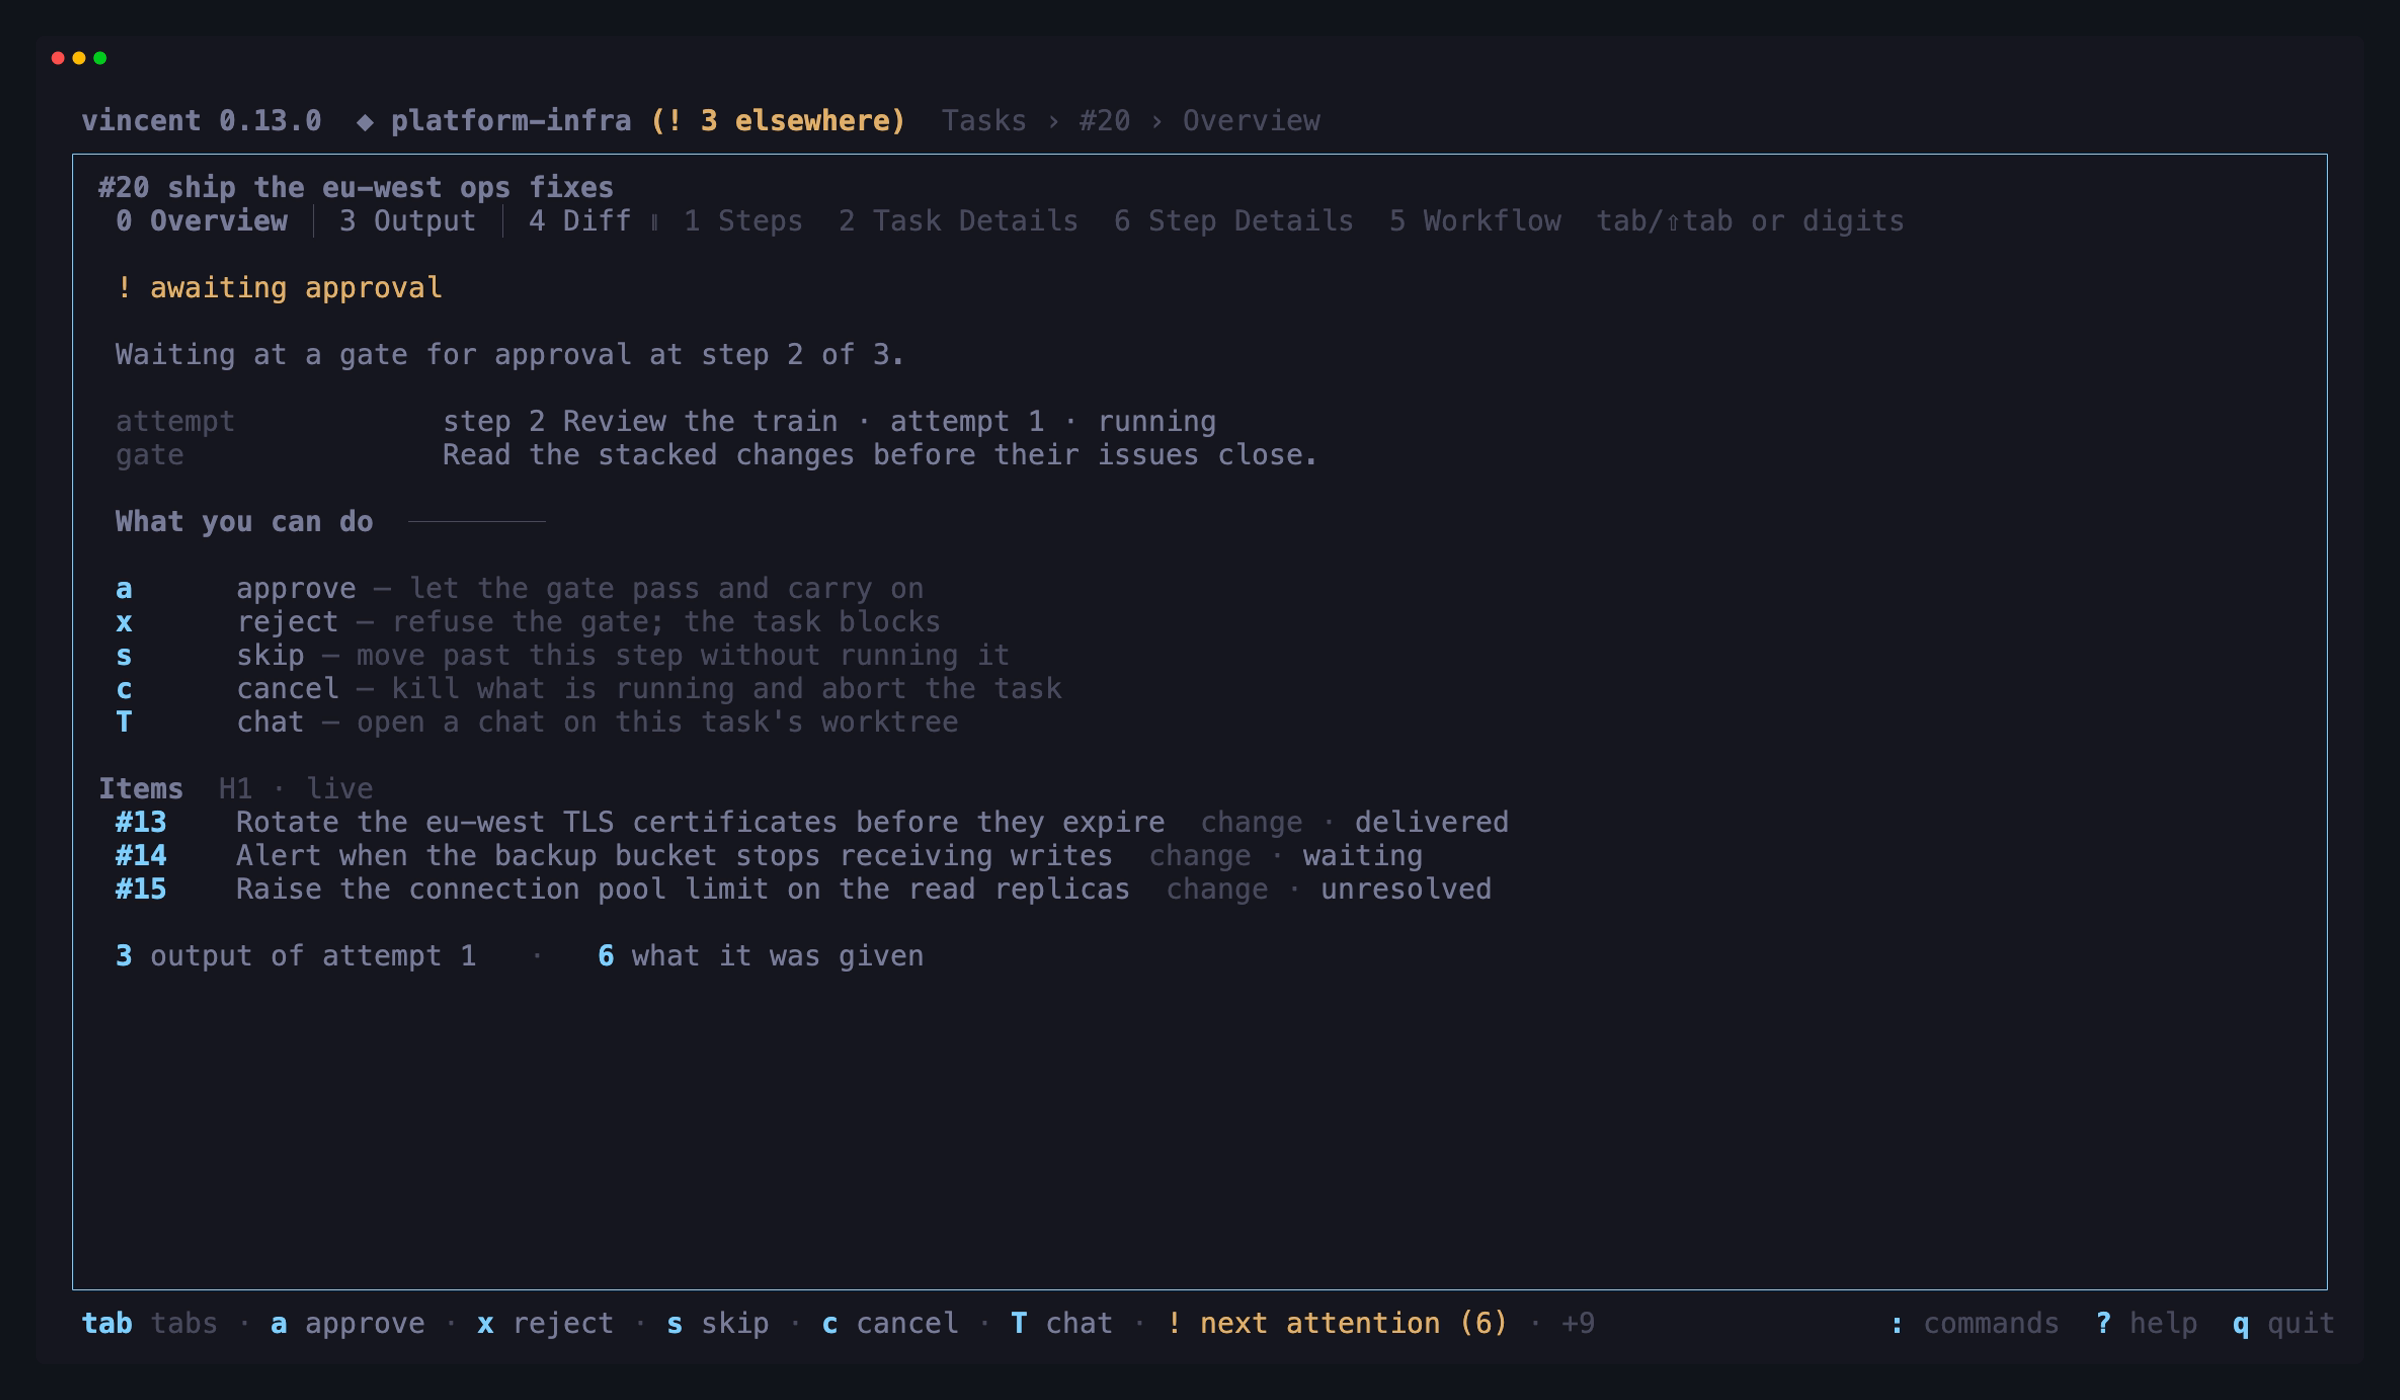 vincent 0.13.0 ◆ platform-infra (! 3 elsewhere) Tasks › #20 › Overview
#20 ship the eu-west ops fixes
0 Overview │ 3 Output │ 4 Diff ‖ 1 Steps 2 Task Details 6 Step Details 5 Workflow tab/⇧tab or digits
! awaiting approval
Waiting at a gate for approval at step 2 of 3.
attempt step 2 Review the train · attempt 1 · running
gate Read the stacked changes before their issues close.
What you can do ────────
a approve — let the gate pass and carry on
x reject — refuse the gate; the task blocks
s skip — move past this step without running it
c cancel — kill what is running and abort the task
T chat — open a chat on this task's worktree
Items H1 · live
#13 Rotate the eu-west TLS certificates before they expire change · delivered
#14 Alert when the backup bucket stops receiving writes change · waiting
#15 Raise the connection pool limit on the read replicas change · unresolved
3 output of attempt 1 · 6 what it was given
tab tabs · a approve · x reject · s skip · c cancel · T chat · ! next attention (6) · +9 : commands ? help q quit